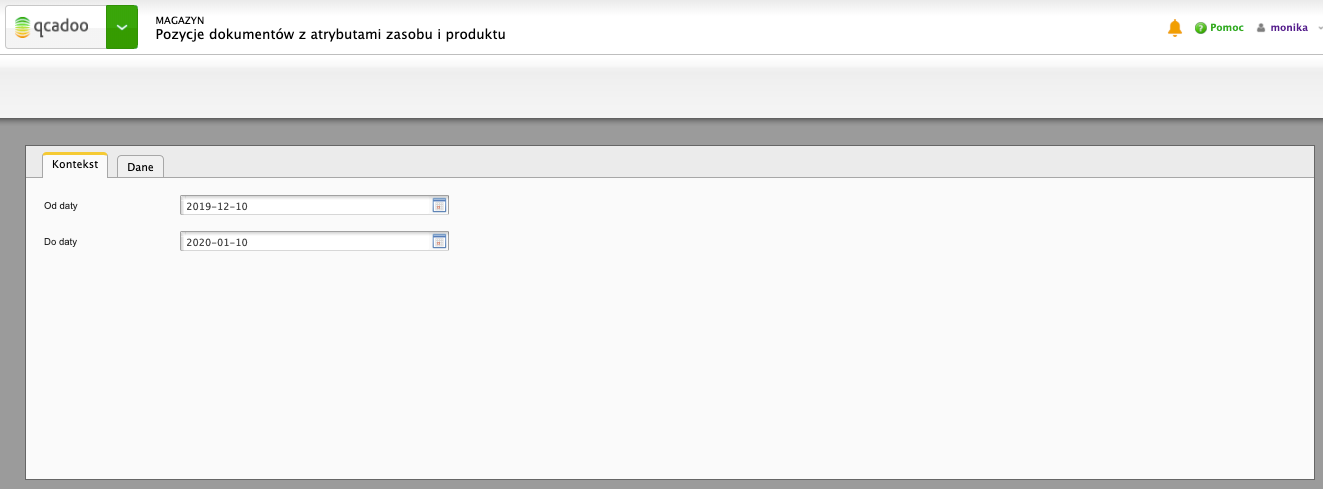 qcadoo
MAGAZYN
Pozycje dokumentów z atrybutami zasobu i produktu
Pomoc
monika
Kontekst
Dane
Od daty
2019-12-10
Do daty
2020-01-10